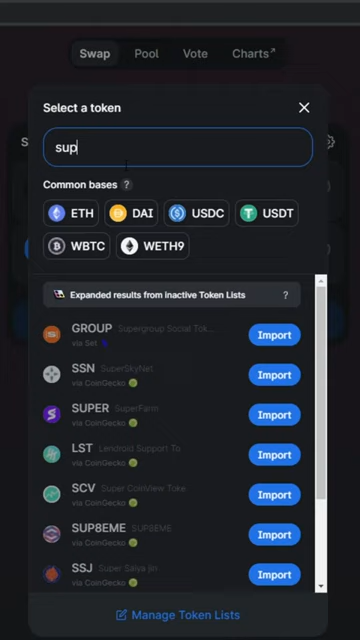 Swap Pool Vote Charts↗
Select a token
sup
Common bases ?
ETH DAI USDC USDT
WBTC WETH9
Expanded results from inactive Token Lists ?
GROUP Supergroup Social Tok...
via Set
Import
SSN SuperSkyNet
via CoinGecko
Import
SUPER SuperFarm
via CoinGecko
Import
LST Lendroid Support To
via CoinGecko
Import
SCV Super CoinView Toke
via CoinGecko
Import
SUP8EME SUP8EME
via CoinGecko
Import
SSJ Super Saiya jin
via CoinGecko
Import
Manage Token Lists